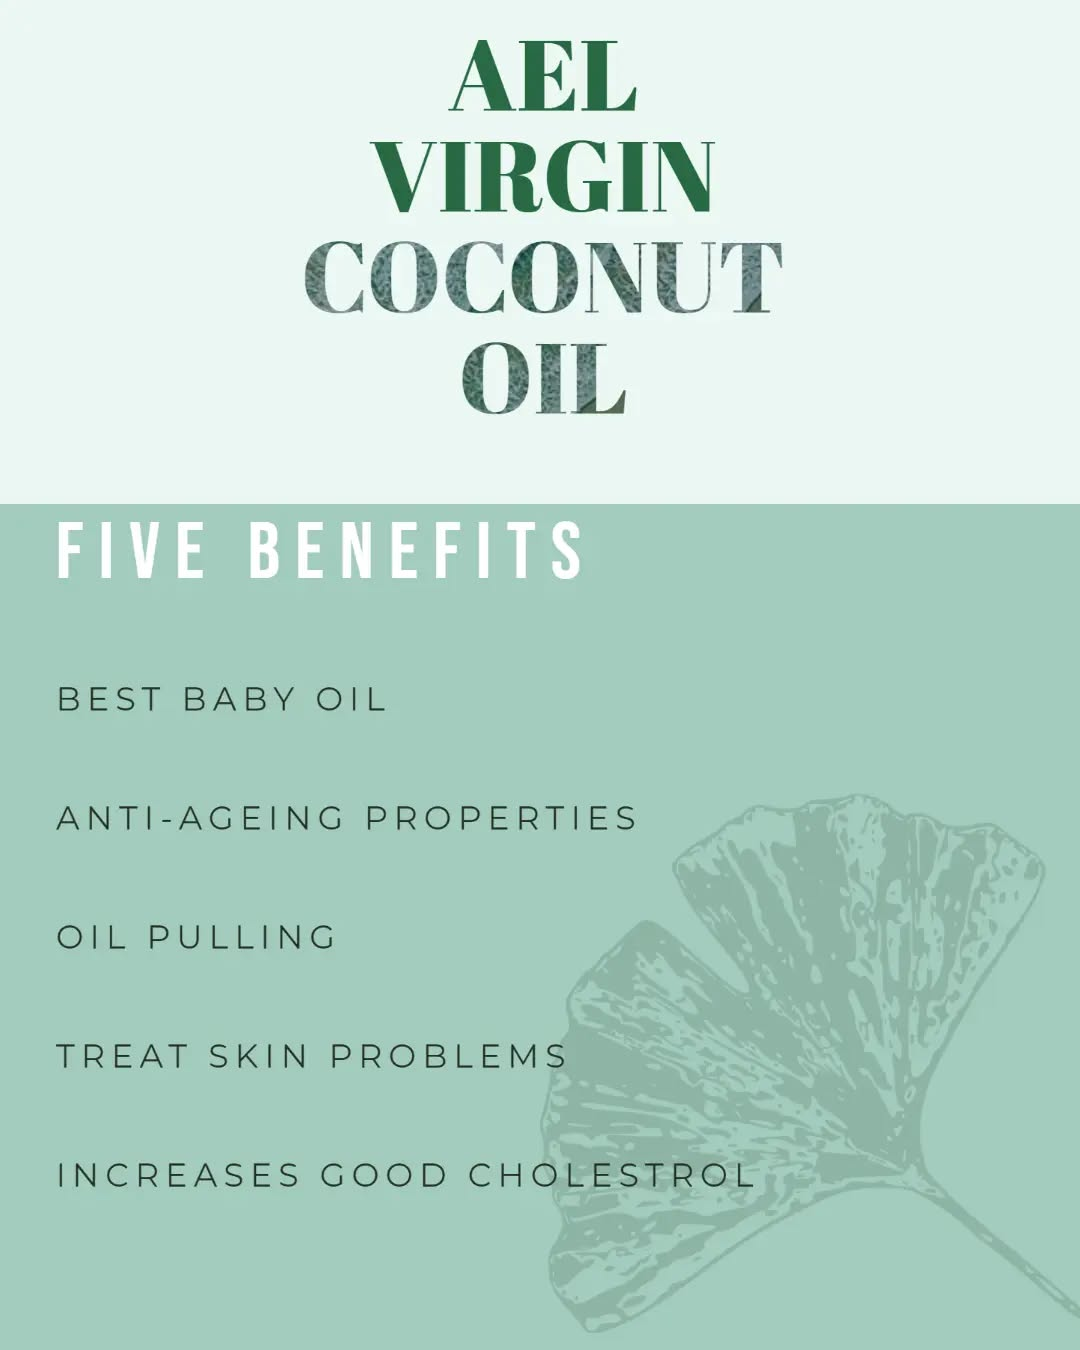 AEL
VIRGIN
COCONUT
OIL
FIVE BENEFITS
BEST BABY OIL
ANTI-AGEING PROPERTIES
OIL PULLING
TREAT SKIN PROBLEMS
INCREASES GOOD CHOLESTROL